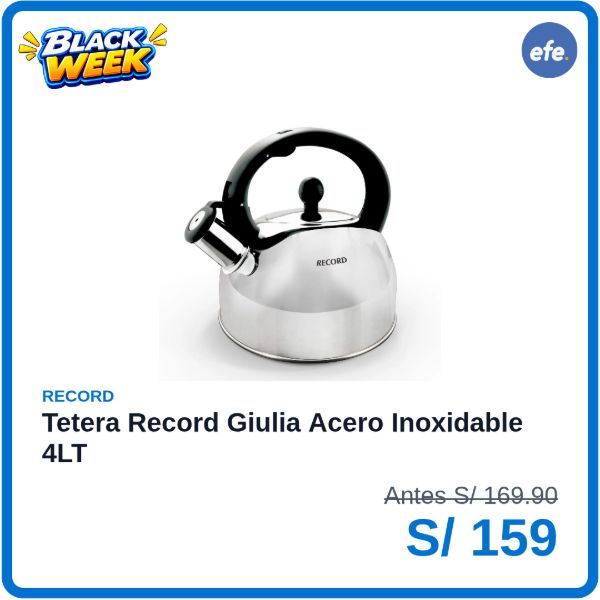 BLACK
WEEK
efe.
RECORD
RECORD
Tetera Record Giulia Acero Inoxidable
4LT
Antes S/ 169.90
S/ 159